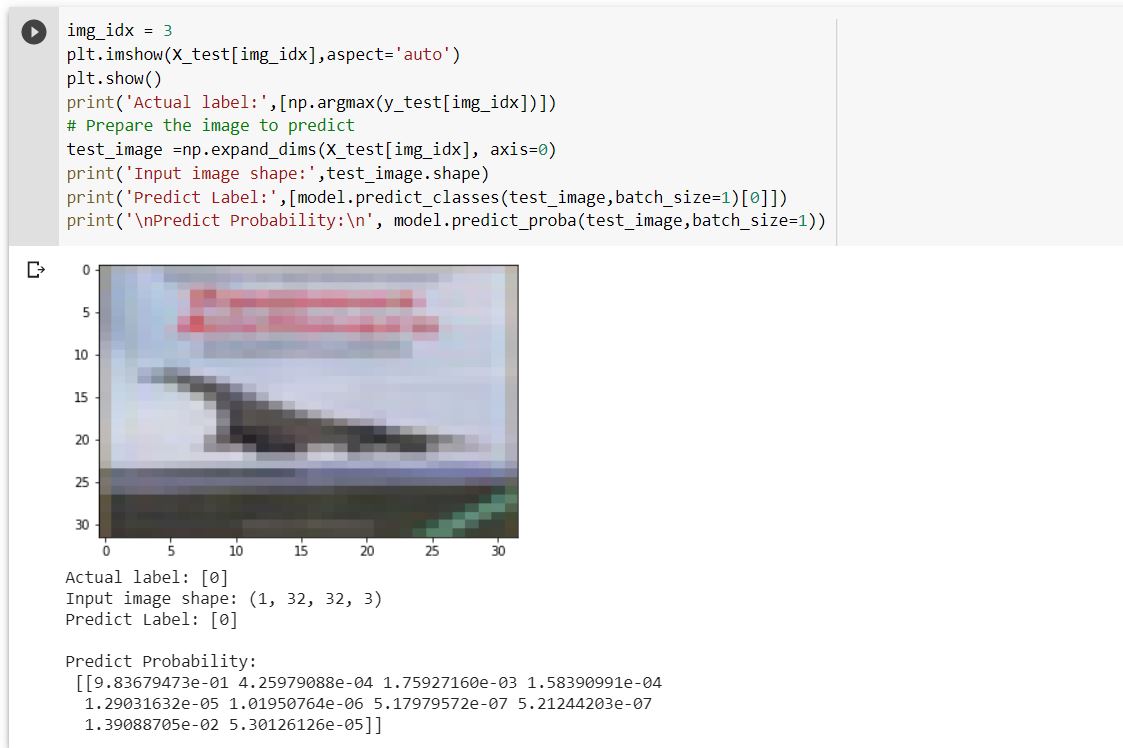 img_idx = 3
plt.imshow(X_test[img_idx],aspect='auto')
plt.show()
print('Actual label:',[np.argmax(y_test[img_idx])])
# Prepare the image to predict
test_image =np.expand_dims(X_test[img_idx], axis=0)
print('Input image shape:',test_image.shape)
print('Predict Label:',[model.predict_classes(test_image,batch_size=1)[0]])
print('\nPredict Probability:\n', model.predict_proba(test_image,batch_size=1))
0
5
10
15
20
25
30
0 5 10 15 20 25 30
Actual label: [0]
Input image shape: (1, 32, 32, 3)
Predict Label: [0]
Predict Probability:
[[9.83679473e-01 4.25979088e-04 1.75927160e-03 1.58390991e-04
1.29031632e-05 1.01950764e-06 5.17979572e-07 5.21244203e-07
1.39088705e-02 5.30126126e-05]]